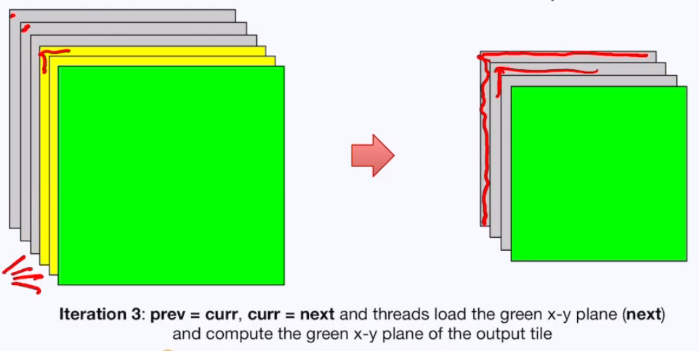 Iteration 3: prev = curr, curr = next and threads load the green x-y plane (next)
and compute the green x-y plane of the output tile